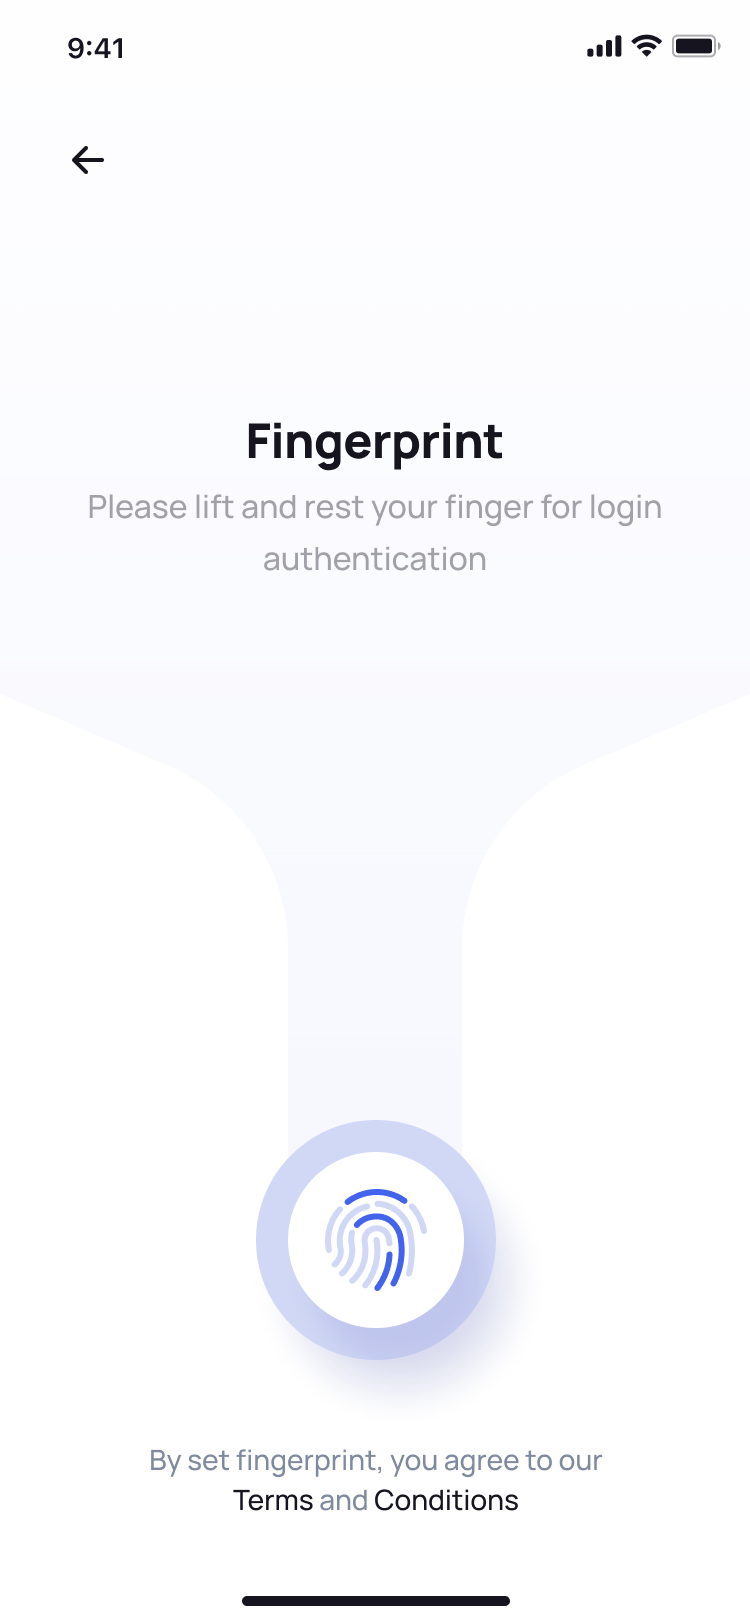 9:41
Fingerprint
Please lift and rest your finger for login
authentication
By set fingerprint, you agree to our
Terms and Conditions